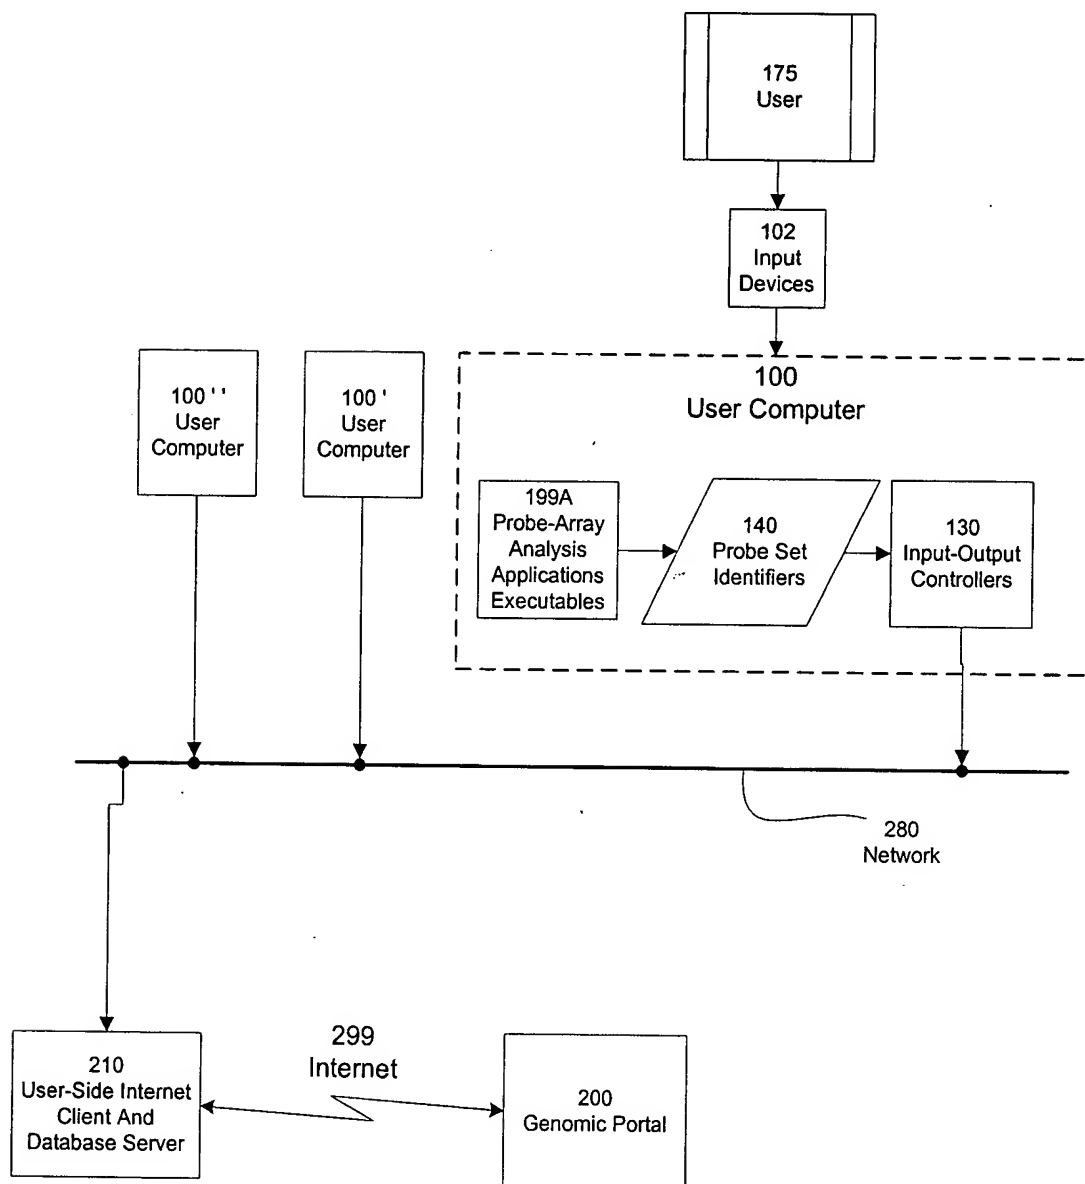 175
User
102
Input
Devices
100
User Computer
100 ''
User
Computer
100 '
User
Computer
199A
Probe-Array
Analysis
Applications
Executables
140
Probe Set
Identifiers
130
Input-Output
Controllers
280
Network
299
Internet
210
User-Side Internet
Client And
Database Server
200
Genomic Portal